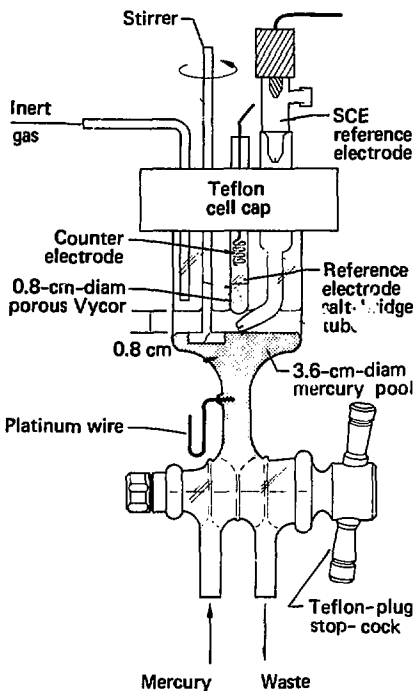 Stirrer
Inert
gas
SCE
reference
electrode
Teflon
cell cap
Counter
electrode
0.8-cm-diam
porous Vycor
Reference
electrode
0.8 cm
3.6-cm-diam
mercury pool
Platinum wire
Teflon-plug
stop-cock
Mercury
Waste